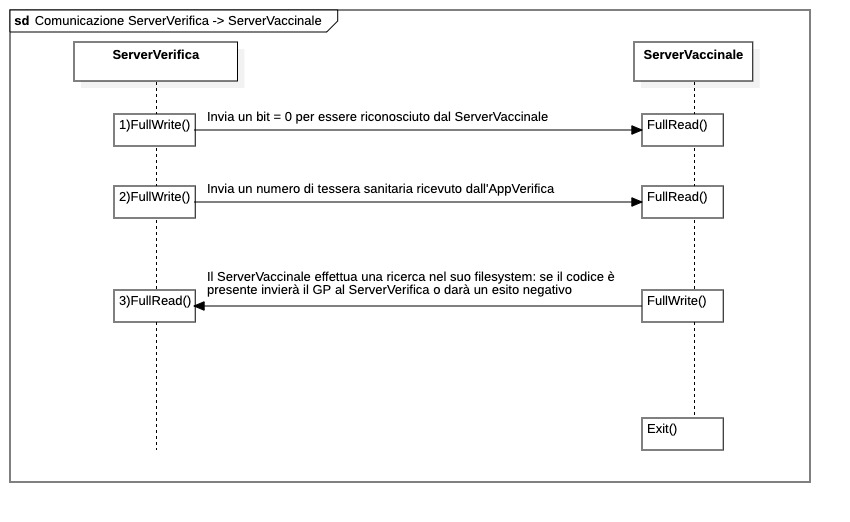 sd Comunicazione ServerVerifica -> ServerVaccinale
ServerVerifica
ServerVaccinale
1)FullWrite()
Invia un bit = 0 per essere riconosciuto dal ServerVaccinale
FullRead()
2)FullWrite()
Invia un numero di tessera sanitaria ricevuto dall'AppVerifica
FullRead()
Il ServerVaccinale effettua una ricerca nel suo filesystem: se il codice è
presente invierà il GP al ServerVerifica o darà un esito negativo
3)FullRead()
FullWrite()
Exit()